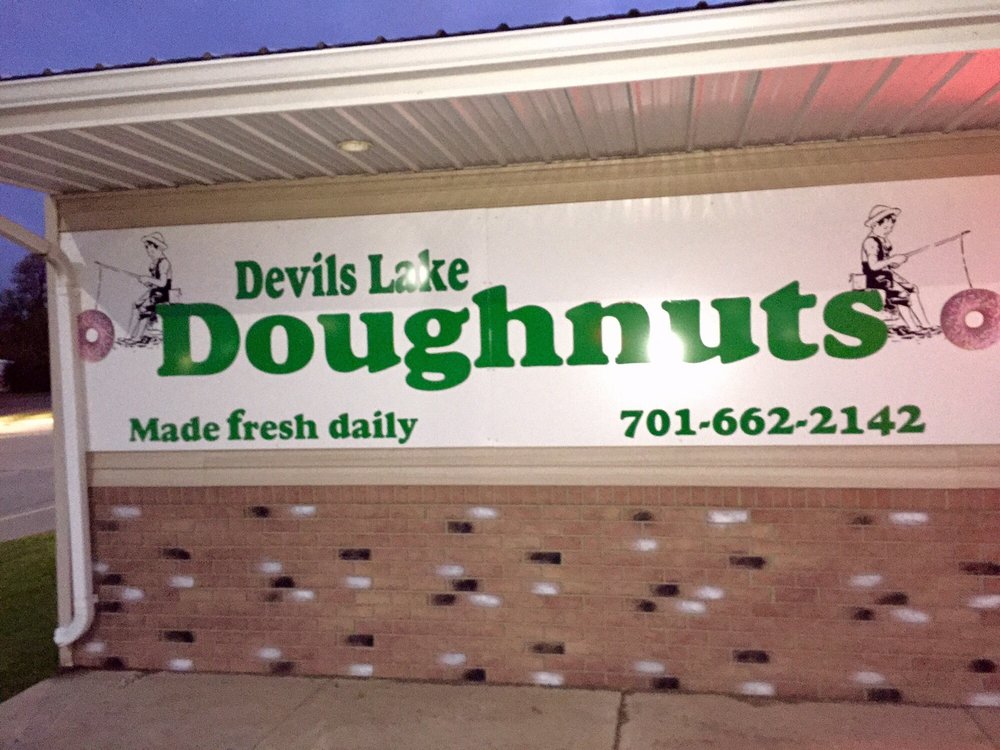 Devils Lake
Doughnuts
Made fresh daily
701-662-2142